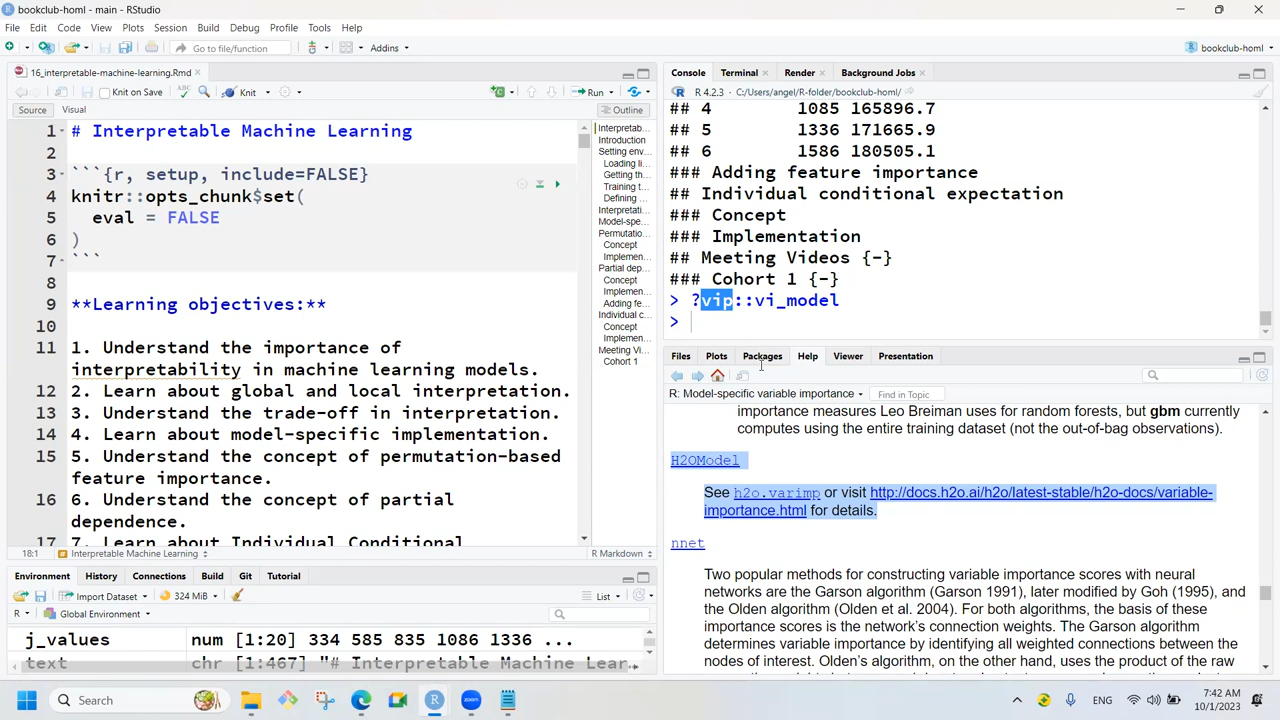 bookclub-homl - main - RStudio
File Edit Code View Plots Session Build Debug Profile Tools Help
Go to file/function
Addins
bookclub-homl
16_interpretable-machine-learning.Rmd
Knit on Save
Knit
Run
Source Visual
Outline
1 # Interpretable Machine Learning
2
3 ```{r, setup, include=FALSE}
4 knitr::opts_chunk$set(
5 eval = FALSE
6 )
7 ```
8
9 **Learning objectives:**
10
11 1. Understand the importance of
interpretability in machine learning models.
12 2. Learn about global and local interpretation.
13 3. Understand the trade-off in interpretation.
14 4. Learn about model-specific implementation.
15 5. Understand the concept of permutation-based
feature importance.
16 6. Understand the concept of partial
dependence.
17 7. Learn about Individual Conditional
Interpretab...
Introduction
Setting env...
Loading li...
Getting th...
Training t...
Defining ...
Interpretati...
Model-spe...
Permutatio...
Concept
Implemen...
Partial dep...
Concept
Implemen...
Adding fe...
Individual c...
Concept
Implemen...
Meeting Vi...
Cohort 1
18:1 Interpretable Machine Learning R Markdown
Environment History Connections Build Git Tutorial
Import Dataset 324 MiB List
R Global Environment
j_values num [1:20] 334 585 835 1086 1336 ...
text chr [1:467] "# Interpretable Machine Lear...
Console Terminal Render Background Jobs
R 4.2.3 · C:/Users/angel/R-folder/bookclub-homl/
## 4 1085 165896.7
## 5 1336 171665.9
## 6 1586 180505.1
### Adding feature importance
## Individual conditional expectation
### Concept
### Implementation
## Meeting Videos {-}
### Cohort 1 {-}
> ?vip::vi_model
>
Files Plots Packages Help Viewer Presentation
R: Model-specific variable importance Find in Topic
importance measures Leo Breiman uses for random forests, but gbm currently
computes using the entire training dataset (not the out-of-bag observations).
H2OModel
See h2o.varimp or visit http://docs.h2o.ai/h2o/latest-stable/h2o-docs/variable-
importance.html for details.
nnet
Two popular methods for constructing variable importance scores with neural
networks are the Garson algorithm (Garson 1991), later modified by Goh (1995), and
the Olden algorithm (Olden et al. 2004). For both algorithms, the basis of these
importance scores is the network's connection weights. The Garson algorithm
determines variable importance by identifying all weighted connections between the
nodes of interest. Olden's algorithm, on the other hand, uses the product of the raw
Search
ENG
7:42 AM
10/1/2023